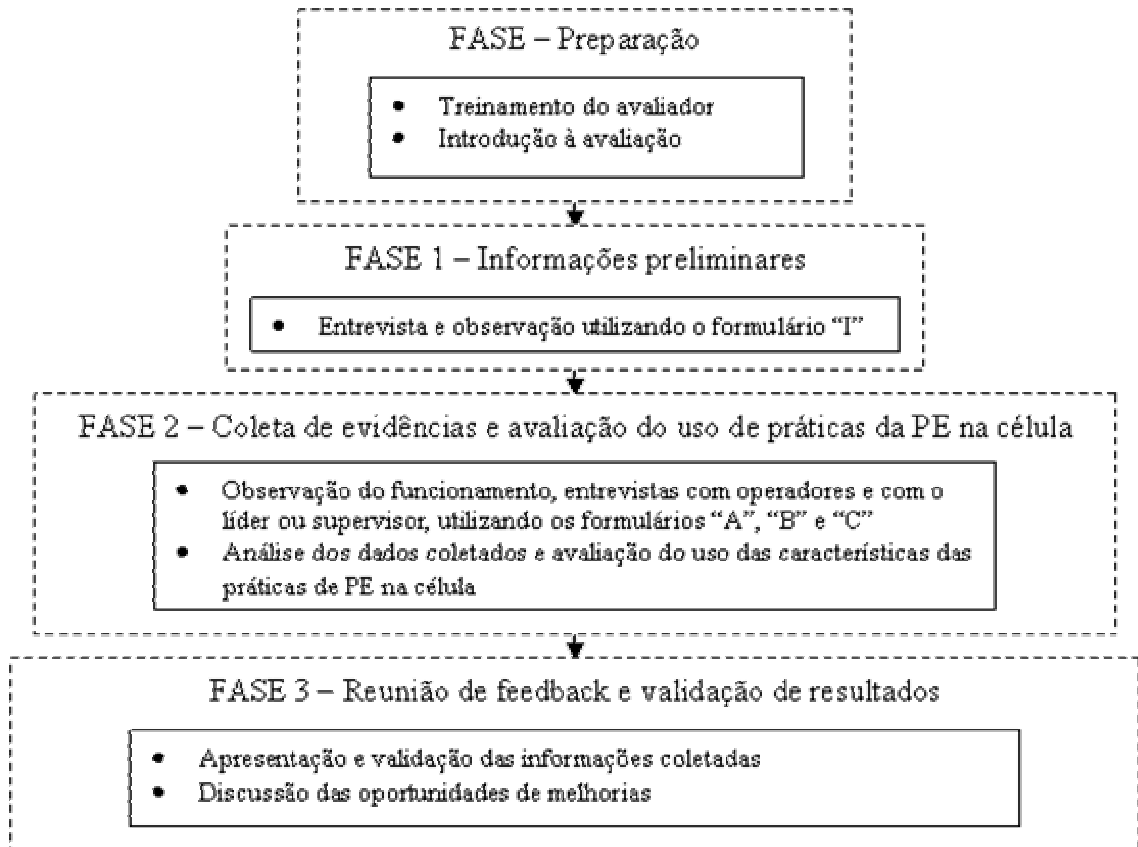 FASE – Preparação
• Treinamento do avaliador
• Introdução à avaliação
FASE 1 – Informações preliminares
• Entrevista e observação utilizando o formulário “I”
FASE 2 – Coleta de evidências e avaliação do uso de práticas da PE na célula
• Observação do funcionamento, entrevistas com operadores e com o
líder ou supervisor, utilizando os formulários “A”, “B” e “C”
• Análise dos dados coletados e avaliação do uso das características das
práticas de PE na célula
FASE 3 – Reunião de feedback e validação de resultados
• Apresentação e validação das informações coletadas
• Discussão das oportunidades de melhorias